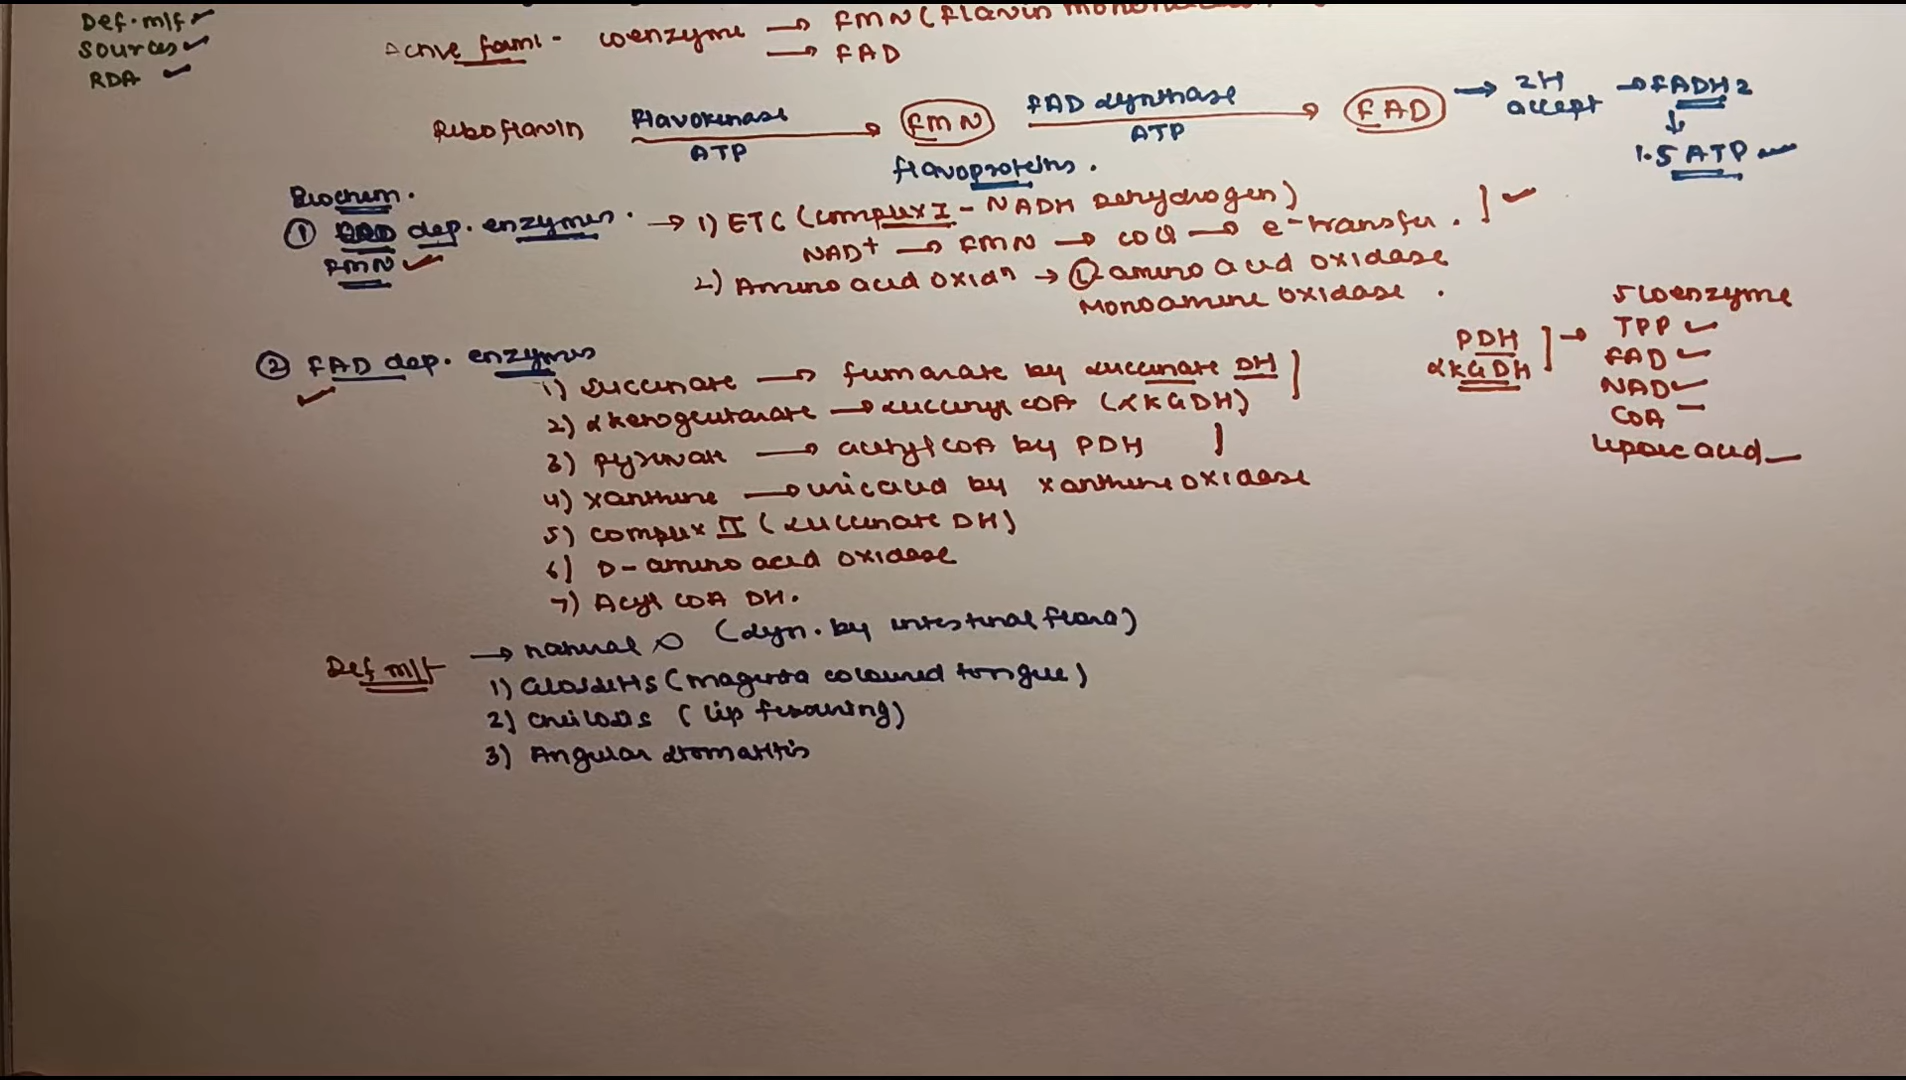 Def. m/f ✓
Sources ✓
RDA ✓
Active form - coenzyme → FMN (Flavin
→ FAD
Riboflavin Flavokinase ATP → FMN FAD synthase ATP → FAD → 2H accept → FADH2
↓
1.5 ATP
flavoproteins.
Biochem.
① FAD dep. enzymes. → 1) ETC (complex I - NADH Dehydrogen)
FMN ✓
NAD+ → FMN → COQ → e- transfer.
2) Amino acid oxidn → L-amino acid oxidase
Monoamine oxidase.
② FAD dep. enzymes
1) succinate → fumarate by succinate DH
2) αketoglutarate → succinyl COA (αKGDH)
3) pyruvate → acetyl COA by PDH
4) xanthine → uric acid by xanthine oxidase
5) complex II (succinate DH)
6) D-amino acid oxidase
7) Acyl COA DH.
PDH
αKGDH
→ 5 coenzyme
TPP ✓
FAD ✓
NAD ✓
COA
Lipoic acid
Def m/f → natural × (syn. by intestinal flora)
1) Glossitis (magenta coloured tongue)
2) cheilosis (lip fissuring)
3) Angular stomatitis